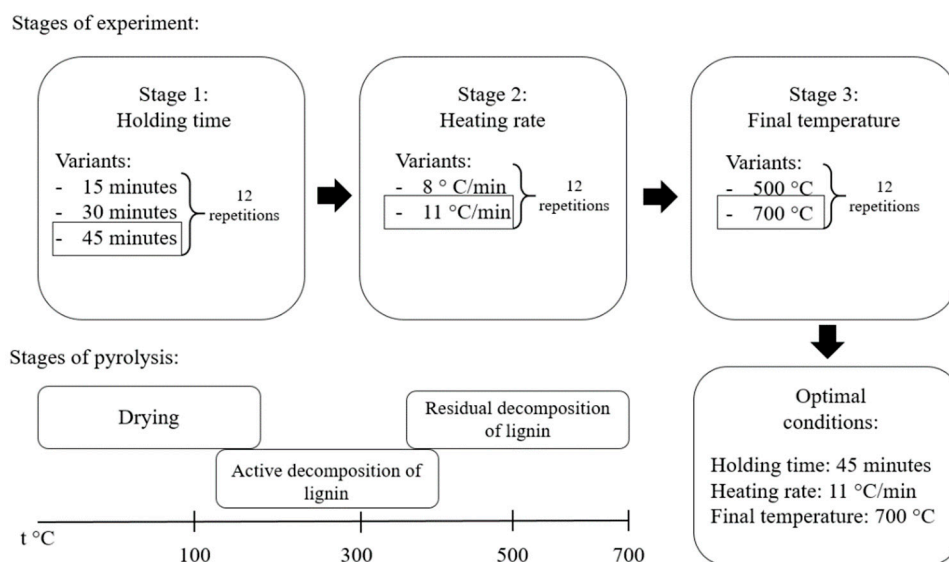 Stages of experiment:
Stage 1:
Holding time
Variants:
- 15 minutes
- 30 minutes
- 45 minutes
12
repetitions
Stage 2:
Heating rate
Variants:
- 8 ° C/min
- 11 °C/min
12
repetitions
Stage 3:
Final temperature
Variants:
- 500 °C
- 700 °C
12
repetitions
Stages of pyrolysis:
Drying
Active decomposition of
lignin
Residual decomposition
of lignin
t °C
100
300
500
700
Optimal
conditions:
Holding time: 45 minutes
Heating rate: 11 °C/min
Final temperature: 700 °C